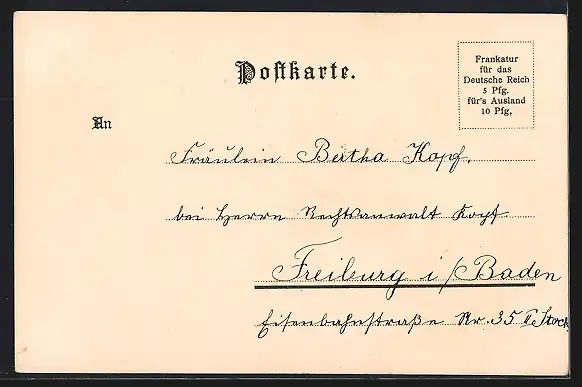 Postkarte.
Frankatur
für das
Deutsche Reich
5 Pfg.
für's Ausland
10 Pfg,
An
Fräulein Bertha Kopf.
bei Herrn Rechtsanwalt Kopf.
Freiburg i/Baden
Eisenbahnstraße Nr. 35 II. Stock